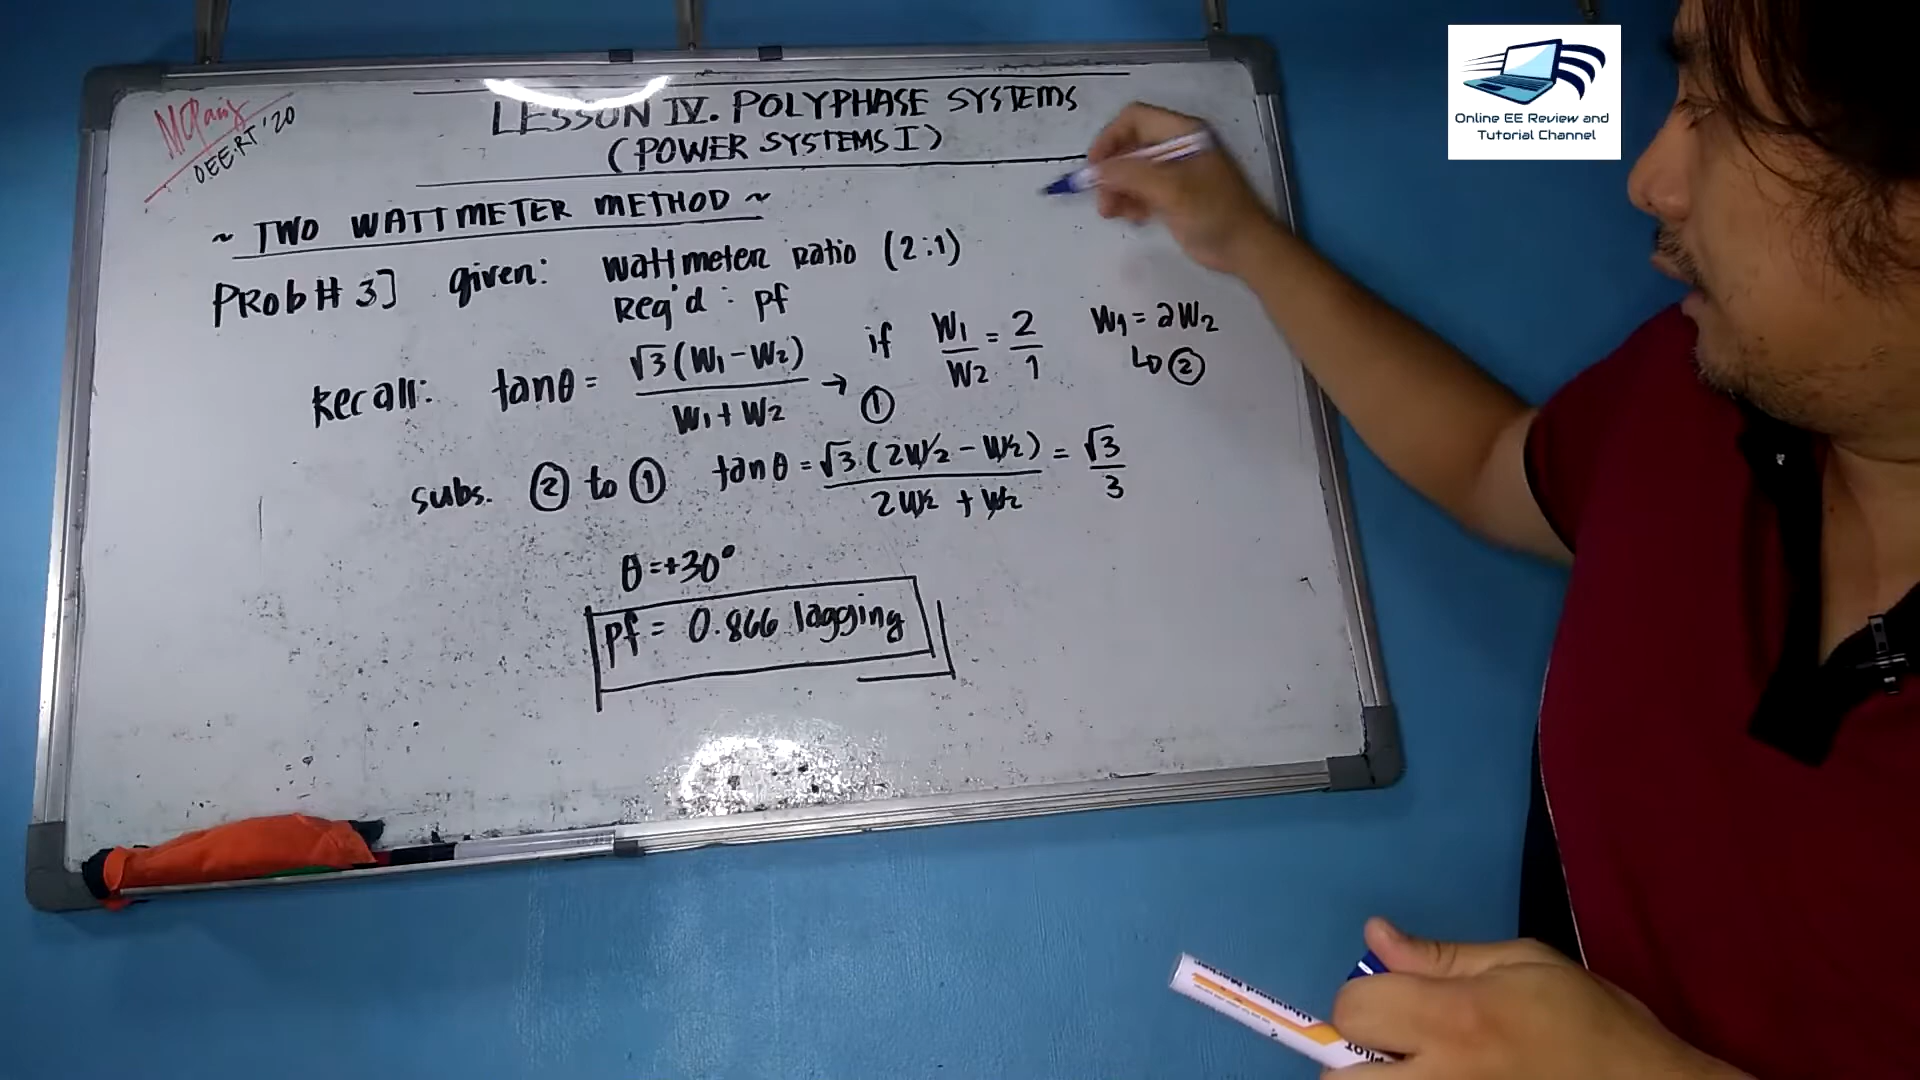 LESSON IV. POLYPHASE SYSTEMS
(POWER SYSTEMS I)
O.E.E.R.T '20
~ TWO WATTMETER METHOD ~
PROb # 3] given: wattmeter ratio (2:1)
Req'd : pf
Recall: tanθ = √3(W1 - W2) / W1 + W2 → ① if W1/W2 = 2/1 W1 = 2W2
↳ ②
subs. ② to ① tanθ = √3 (2W2 - W2) / 2W2 + W2 = √3/3
θ = +30°
pf = 0.866 lagging
Online EE Review and
Tutorial Channel
PILOT
Whiteboard Marker